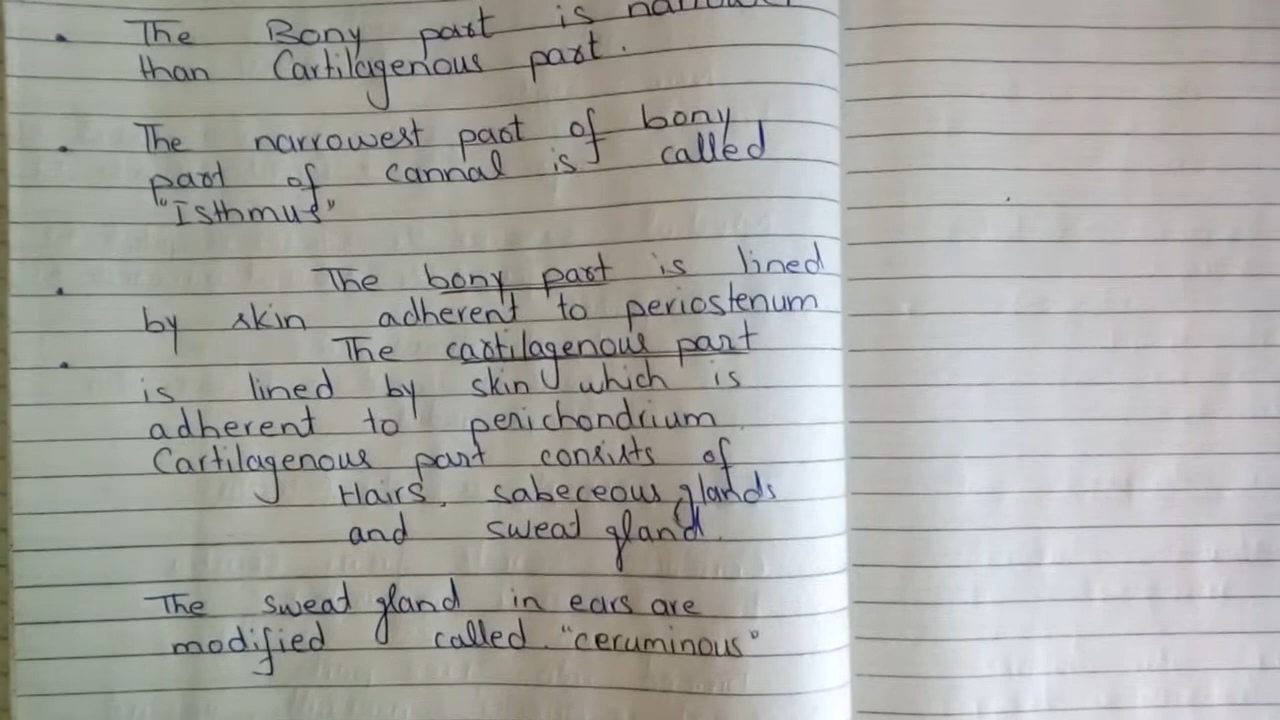 • The Bony part is narrower
than Cartilagenous part.
• The narrowest part of bony
part of cannal is called
"Isthmus"
• The bony part is lined
by skin adherent to periostenum
• The cartilagenous part
is lined by skin which is
adherent to perichondrium.
Cartilagenous part consists of
Hairs, sabeceous glands
and sweat gland.
The sweat gland in ears are
modified called "ceruminous"